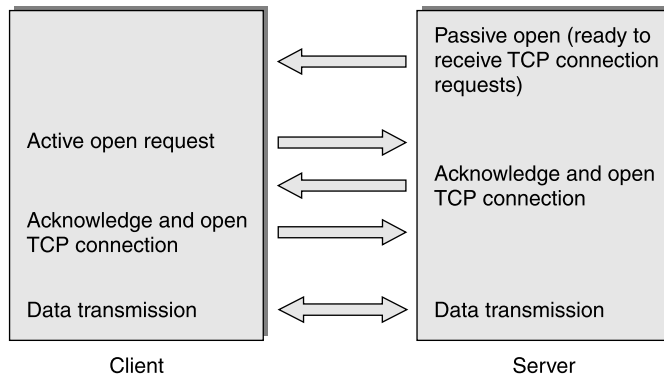 Passive open (ready to
receive TCP connection
requests)
Active open request
Acknowledge and open
TCP connection
Acknowledge and open
TCP connection
Data transmission
Data transmission
Client
Server